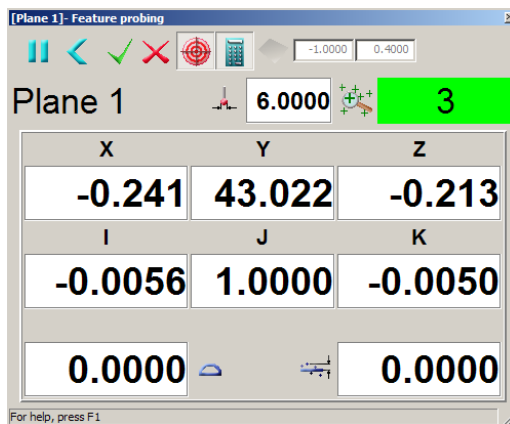 [Plane 1]- Feature probing
-1.0000 0.4000
Plane 1 6.0000 3
X Y Z
-0.241 43.022 -0.213
I J K
-0.0056 1.0000 -0.0050
0.0000 0.0000
For help, press F1